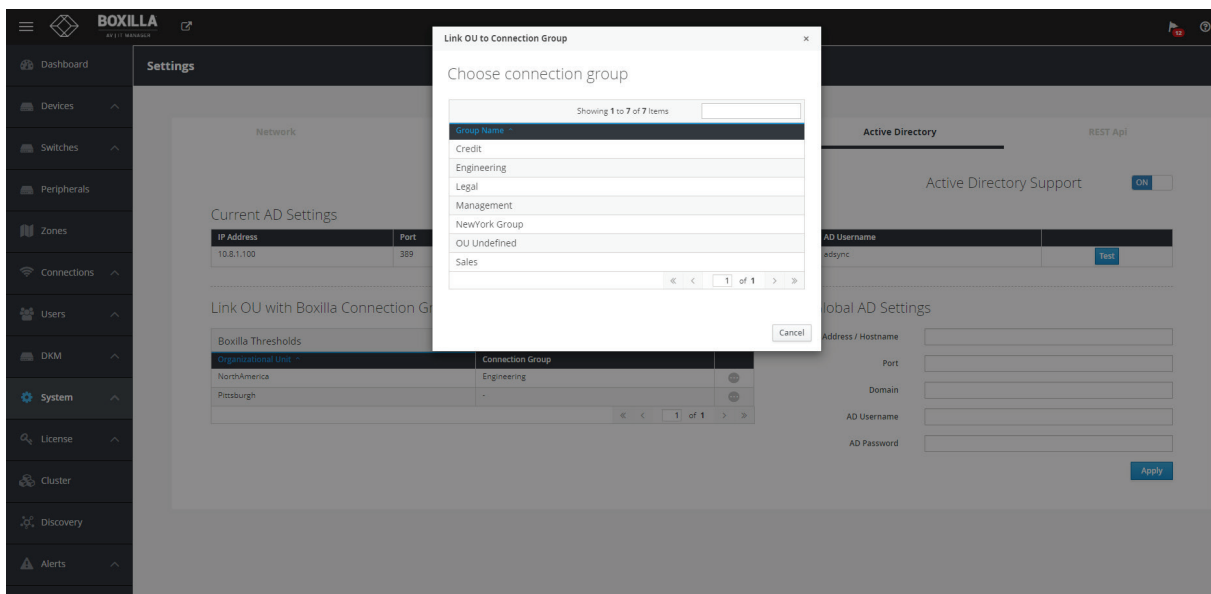 BOXILLA
AV|IT MANAGER
52
Dashboard
Devices
Switches
Peripherals
Zones
Connections
Users
DKM
System
License
Cluster
Discovery
Alerts
Settings
Network
Active Directory
REST Api
Active Directory Support
ON
Current AD Settings
IP Address Port AD Username
10.8.1.100 389 adsync Test
Link OU with Boxilla Connection Gr
Boxilla Thresholds
Organizational Unit Connection Group
NorthAmerica Engineering
Pittsburgh -
« < 1 of 1 > »
lobal AD Settings
Address / Hostname
Port
Domain
AD Username
AD Password
Apply
Link OU to Connection Group ×
Choose connection group
Showing 1 to 7 of 7 Items
Group Name
Credit
Engineering
Legal
Management
NewYork Group
OU Undefined
Sales
« < 1 of 1 > »
Cancel